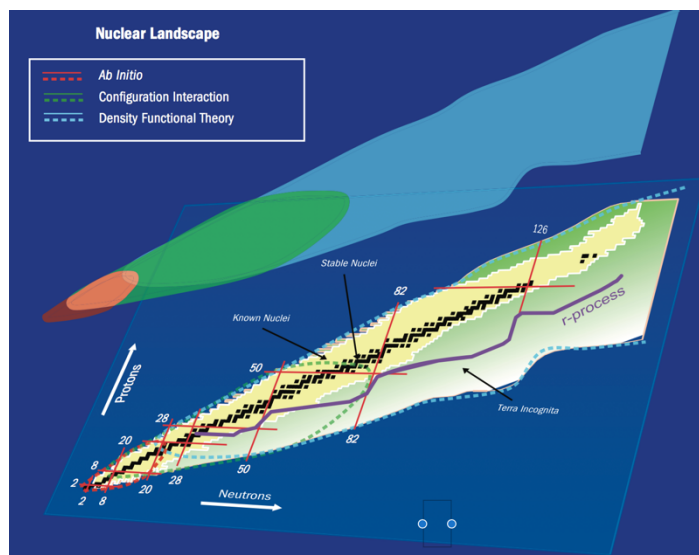 Nuclear Landscape
Ab Initio
Configuration Interaction
Density Functional Theory
126
Stable Nuclei
82
Known Nuclei
r-process
50
Protons
Terra Incognita
28
82
20
50
8
28
20
2
Neutrons
2 8